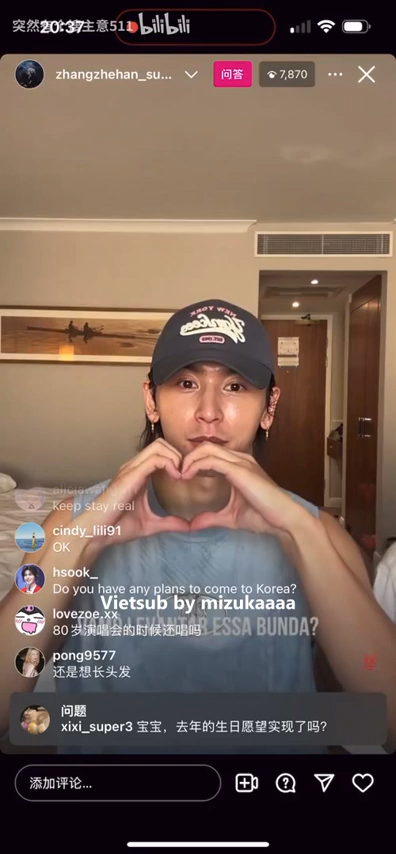 20:37
bilibili
zhangzhehan_su...
问答
7,870
NEW YORK
Yankees
Keep stay real
cindy_lili91
OK
hsook_
Do you have any plans to come to Korea?
Vietsub by mizukaaaa
lovezoe.xx
80岁演唱会的时候还唱吗
LEVANTAR ESSA BUNDA?
pong9577
还是想长头发
问题
xixi_super3 宝宝，去年的生日愿望实现了吗？
添加评论...